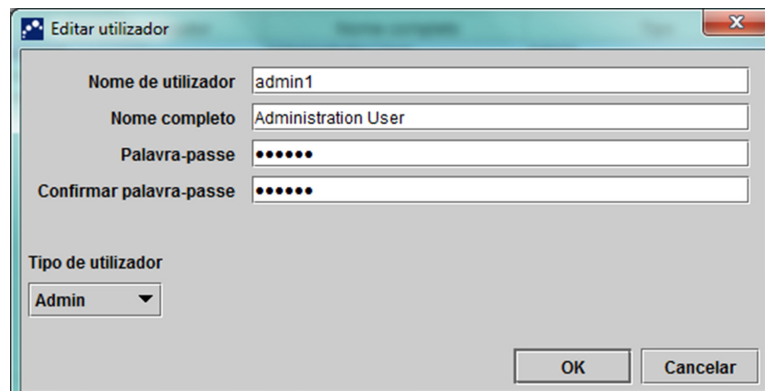 Editar utilizador
Nome de utilizador admin1
Nome completo Administration User
Palavra-passe ●●●●●●
Confirmar palavra-passe ●●●●●●
Tipo de utilizador
Admin
OK Cancelar